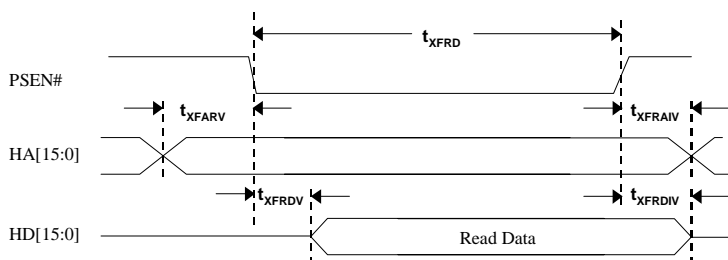 tXFRD
PSEN#
tXFARV
tXFRAIV
HA[15:0]
tXFRDV
tXFRDIV
HD[15:0]
Read Data